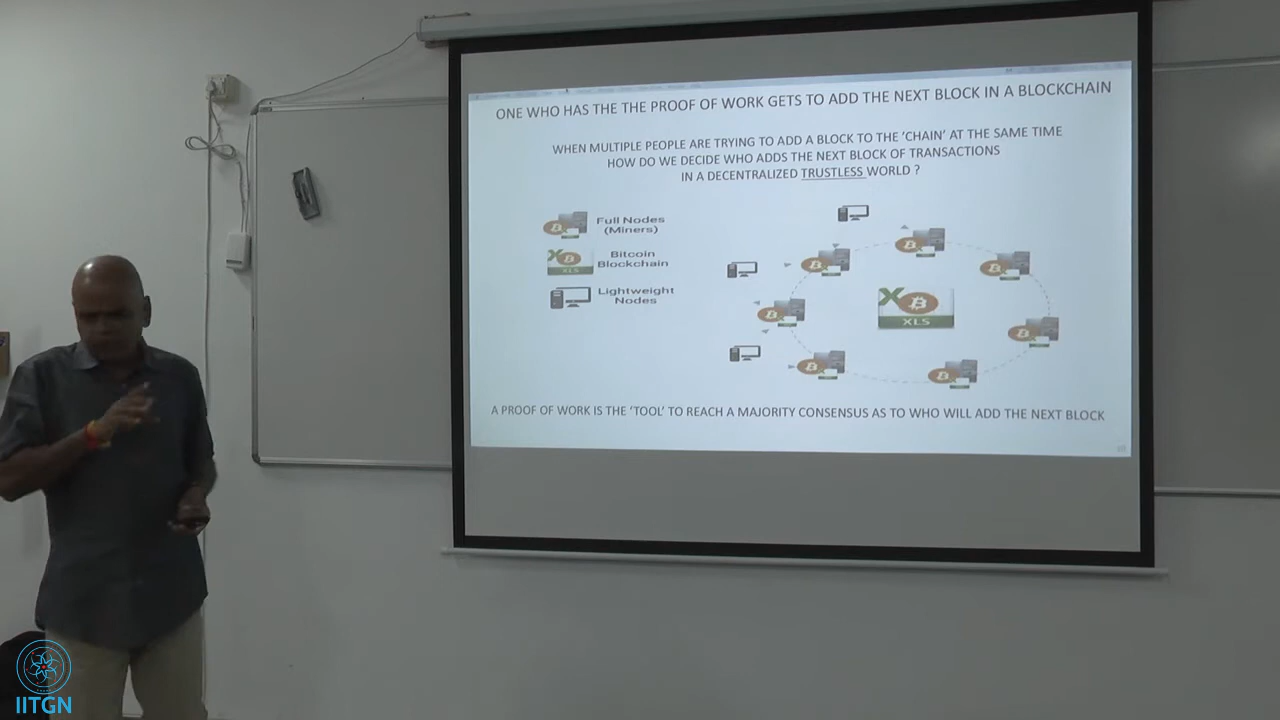 ONE WHO HAS THE THE PROOF OF WORK GETS TO ADD THE NEXT BLOCK IN A BLOCKCHAIN
WHEN MULTIPLE PEOPLE ARE TRYING TO ADD A BLOCK TO THE 'CHAIN' AT THE SAME TIME
HOW DO WE DECIDE WHO ADDS THE NEXT BLOCK OF TRANSACTIONS
IN A DECENTRALIZED TRUSTLESS WORLD ?
Full Nodes
(Miners)
Bitcoin
Blockchain
XLS
Lightweight
Nodes
XLS
A PROOF OF WORK IS THE 'TOOL' TO REACH A MAJORITY CONSENSUS AS TO WHO WILL ADD THE NEXT BLOCK
IITGN